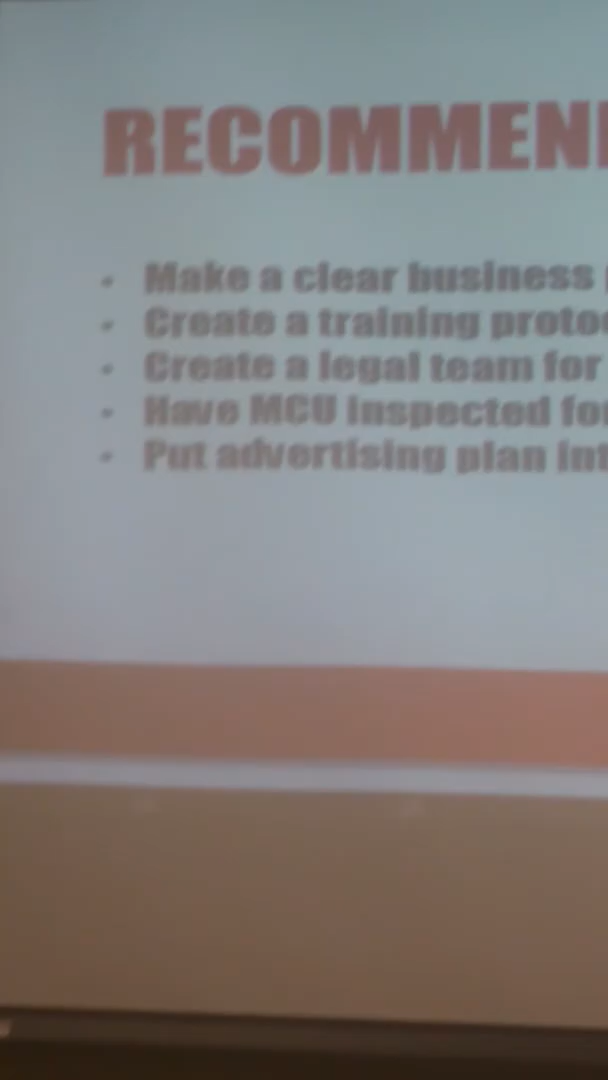 RECOMMEN
• Make a clear business
• Create a training proto
• Create a legal team for
• Have MCU inspected fo
• Put advertising plan int